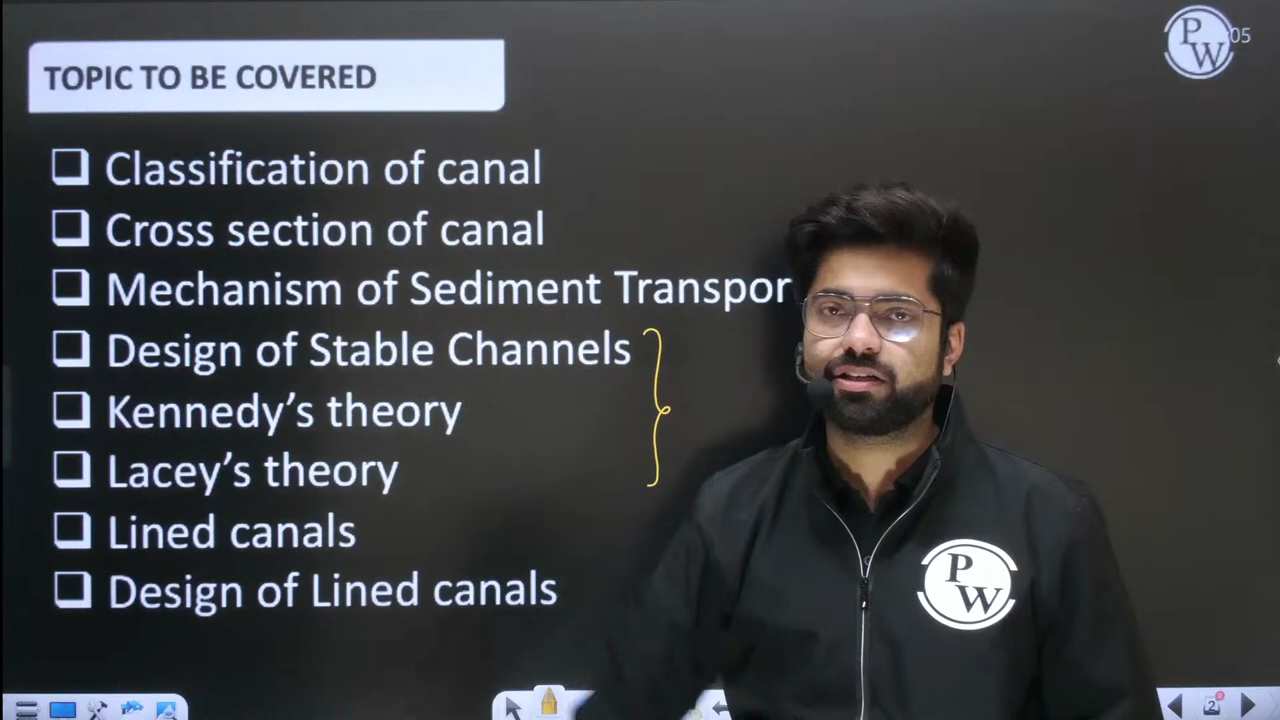 PW
05
TOPIC TO BE COVERED
❑ Classification of canal
❑ Cross section of canal
❑ Mechanism of Sediment Transpor
❑ Design of Stable Channels
❑ Kennedy's theory
❑ Lacey's theory
❑ Lined canals
❑ Design of Lined canals
PW
2